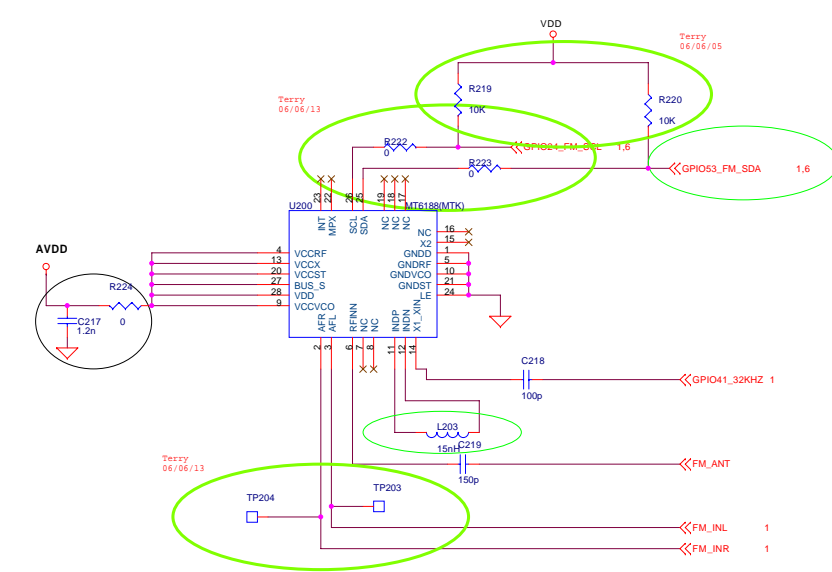 VDD
Terry
06/06/05
R219
10K
R220
10K
Terry
06/06/13
R222
0
GPIO24_FM_SCL 1,6
R223
0
GPIO53_FM_SDA 1,6
23 22 26 25 19 18 17
U200 MT6188(MTK)
INT MPX SCL SDA NC NC NC
NC 16
X2 15
AVDD
4 VCCRF GNDD 1
13 VCCX GNDRF 5
20 VCCST GNDVCO 10
27 BUS_S GNDST 21
28 VDD LE 24
9 VCCVCO
R224
0
C217
1.2n
AFR AFL RFINN NC NC INDP INDN X1_XIN
2 3 6 7 8 11 12 14
C218
100p
GPIO41_32KHZ 1
L203
15nH
C219
150p
FM_ANT
Terry
06/06/13
TP204
TP203
FM_INL 1
FM_INR 1